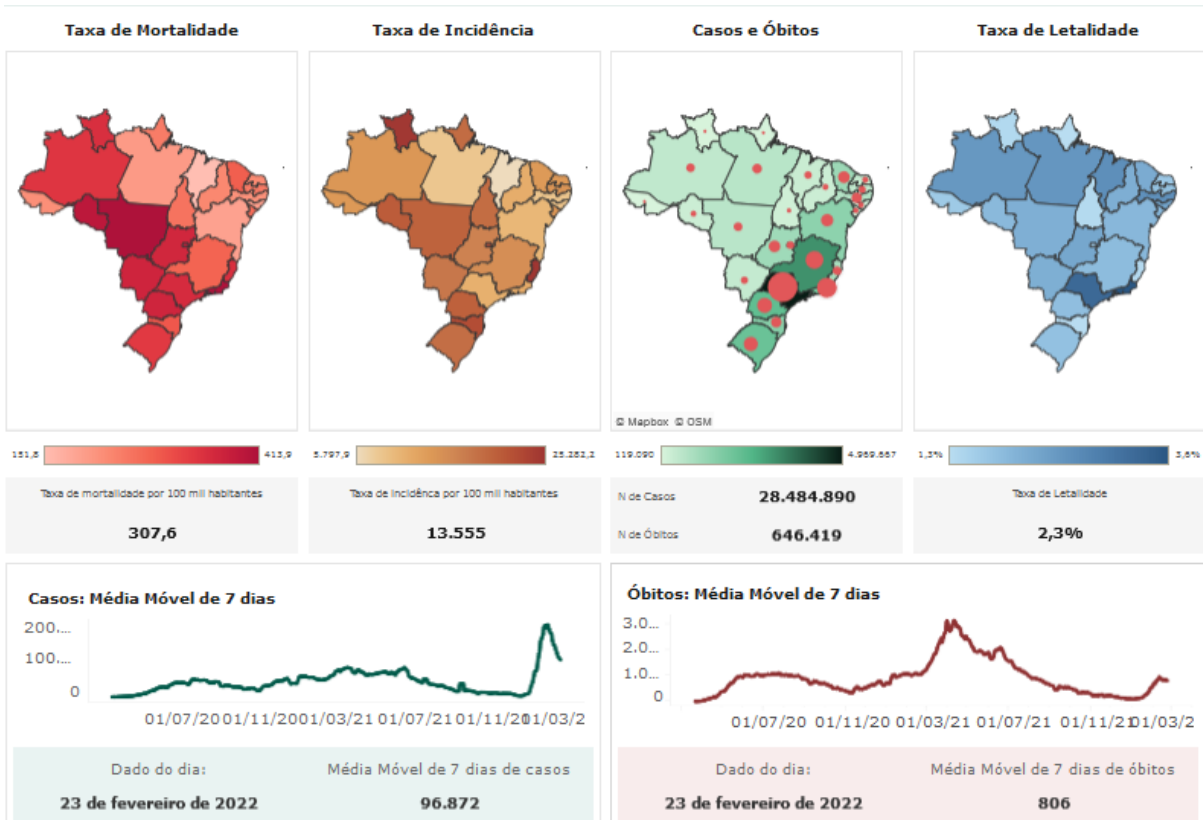 Taxa de Mortalidade
Taxa de Incidência
Casos e Óbitos
Taxa de Letalidade
© Mapbox © OSM
151,8
413,9
5.797,9
25.282,2
119.090
4.969.667
1,3%
3,6%
Taxa de mortalidade por 100 mil habitantes
307,6
Taxa de incidênca por 100 mil habitantes
13.555
N de Casos
28.484.890
N de Óbitos
646.419
Taxa de Letalidade
2,3%
Casos: Média Móvel de 7 dias
200....
100....
0
01/07/20
01/11/20
01/03/21
01/07/21
01/11/21
01/03/2
Dado do dia:
23 de fevereiro de 2022
Média Móvel de 7 dias de casos
96.872
Óbitos: Média Móvel de 7 dias
3.0...
2.0...
1.0...
0
01/07/20
01/11/20
01/03/21
01/07/21
01/11/21
01/03/2
Dado do dia:
23 de fevereiro de 2022
Média Móvel de 7 dias de óbitos
806